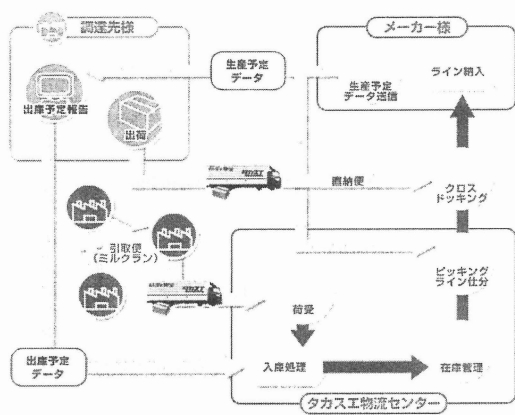 調達先様
出庫予定報告
出荷
生産予定
データ
メーカー様
生産予定
データ送信
ライン納入
直納便
クロス
ドッキング
引取便
(ミルクラン)
ピッキング
ライン仕分
荷受
入庫処理
在庫管理
出庫予定
データ
タカスエ物流センター